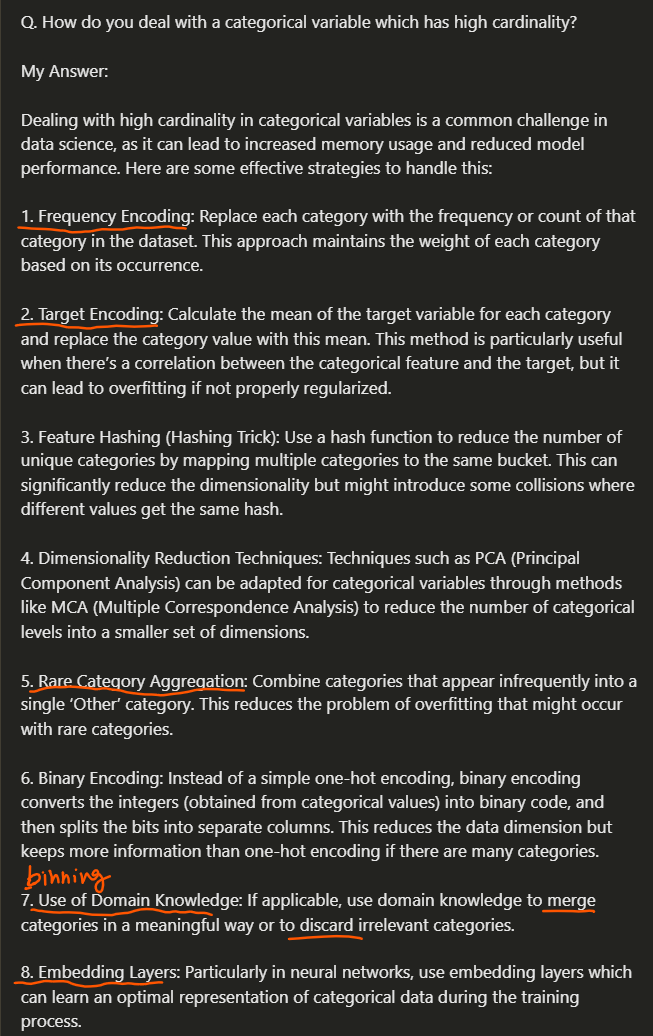 Q. How do you deal with a categorical variable which has high cardinality?
My Answer:
Dealing with high cardinality in categorical variables is a common challenge in
data science, as it can lead to increased memory usage and reduced model
performance. Here are some effective strategies to handle this:
1. Frequency Encoding: Replace each category with the frequency or count of that
category in the dataset. This approach maintains the weight of each category
based on its occurrence.
2. Target Encoding: Calculate the mean of the target variable for each category
and replace the category value with this mean. This method is particularly useful
when there’s a correlation between the categorical feature and the target, but it
can lead to overfitting if not properly regularized.
3. Feature Hashing (Hashing Trick): Use a hash function to reduce the number of
unique categories by mapping multiple categories to the same bucket. This can
significantly reduce the dimensionality but might introduce some collisions where
different values get the same hash.
4. Dimensionality Reduction Techniques: Techniques such as PCA (Principal
Component Analysis) can be adapted for categorical variables through methods
like MCA (Multiple Correspondence Analysis) to reduce the number of categorical
levels into a smaller set of dimensions.
5. Rare Category Aggregation: Combine categories that appear infrequently into a
single ‘Other’ category. This reduces the problem of overfitting that might occur
with rare categories.
6. Binary Encoding: Instead of a simple one-hot encoding, binary encoding
converts the integers (obtained from categorical values) into binary code, and
then splits the bits into separate columns. This reduces the data dimension but
keeps more information than one-hot encoding if there are many categories.
binning
7. Use of Domain Knowledge: If applicable, use domain knowledge to merge
categories in a meaningful way or to discard irrelevant categories.
8. Embedding Layers: Particularly in neural networks, use embedding layers which
can learn an optimal representation of categorical data during the training
process.